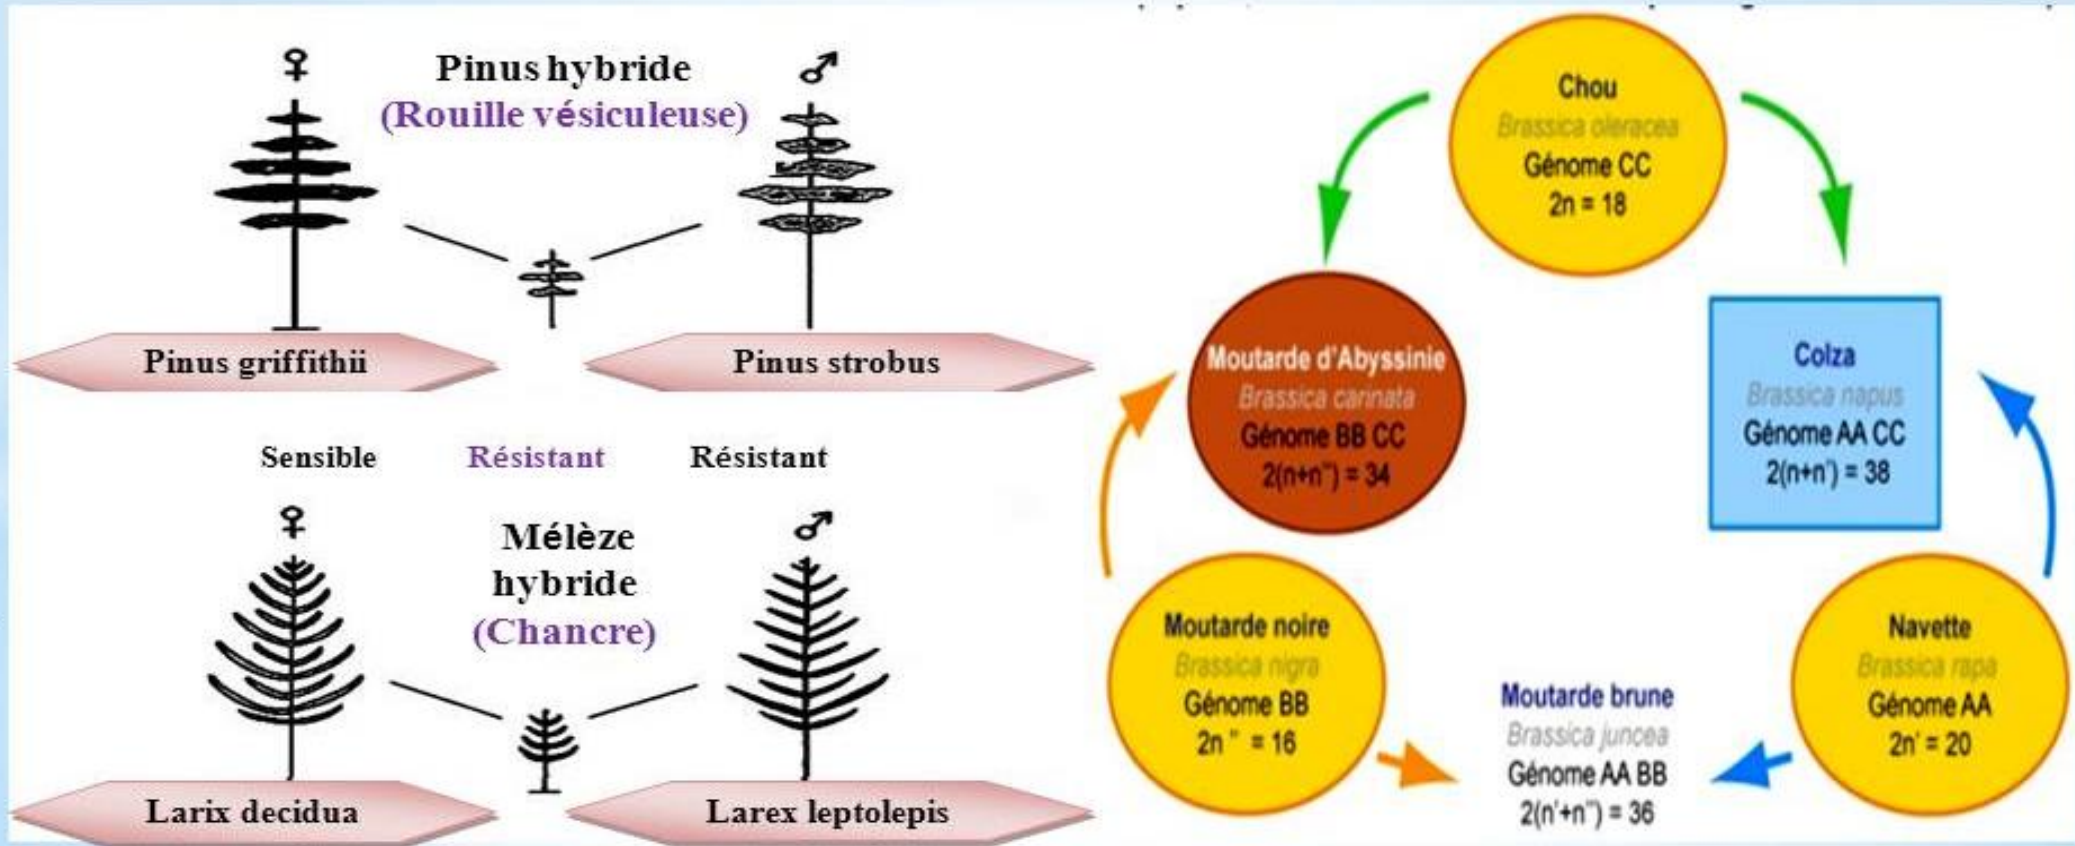 ♀
Pinus hybride
♂
(Rouille vésiculeuse)
Pinus griffithii
Pinus strobus
Sensible
Résistant
Résistant
♀
Mélèze
hybride
♂
(Chancre)
Larix decidua
Larex leptolepis
Chou
Brassica oleracea
Génome CC
2n = 18
Moutarde d'Abyssinie
Brassica carinata
Génome BB CC
2(n+n") = 34
Colza
Brassica napus
Génome AA CC
2(n+n') = 38
Moutarde noire
Brassica nigra
Génome BB
2n " = 16
Moutarde brune
Brassica juncea
Génome AA BB
2(n'+n") = 36
Navette
Brassica rapa
Génome AA
2n' = 20